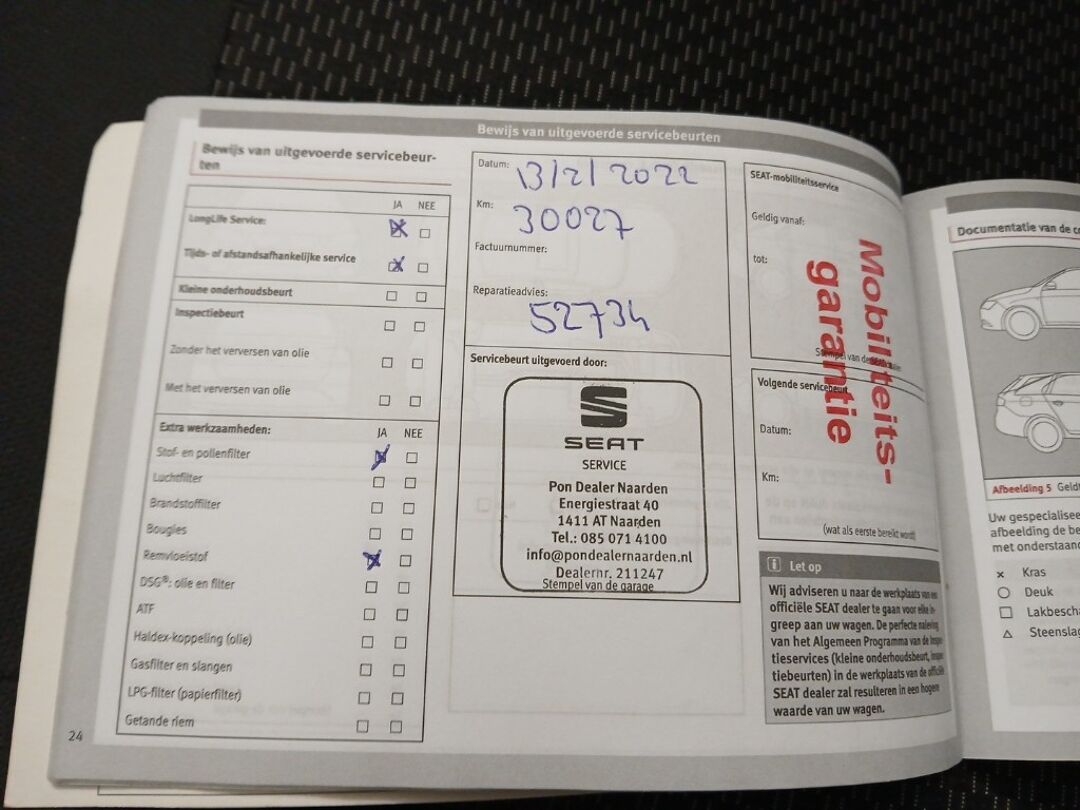 Bewijs van uitgevoerde servicebeurten
Bewijs van uitgevoerde servicebeur-
ten
JA NEE
LongLife Service:
Tijds- of afstandsafhankelijke service
Kleine onderhoudsbeurt
Inspectiebeurt
Zonder het verversen van olie
Met het verversen van olie
Extra werkzaamheden: JA NEE
Stof- en pollenfilter
Luchtfilter
Brandstoffilter
Bougies
Remvloeistof
DSG®: olie en filter
ATF
Haldex-koppeling (olie)
Gasfilter en slangen
LPG-filter (papierfilter)
Getande riem
24
Datum: 13/2/2022
Km: 30027
Factuurnummer:
Reparatieadvies:
52734
Servicebeurt uitgevoerd door:
SEAT
SERVICE
Pon Dealer Naarden
Energiestraat 40
1411 AT Naarden
Tel.: 085 071 4100
info@pondealernaarden.nl
Dealernr. 211247
Stempel van de garage
SEAT-mobiliteitsservice
Geldig vanaf:
tot:
Stempel van de
Mobiliteits-
garantie
Volgende servicebeurt
Datum:
Km:
(wat als eerste bereikt wordt)
i Let op
Wij adviseren u naar de werkplaats van een
officiële SEAT dealer te gaan voor elke in-
greep aan uw wagen. De perfecte naleving
van het Algemeen Programma van de inspec-
tieservices (kleine onderhoudsbeurt, inspec-
tiebeurten) in de werkplaats van de officiële
SEAT dealer zal resulteren in een hogere
waarde van uw wagen.
Documentatie van de
Afbeelding 5
Uw gespecialisee
afbeelding de be
met onderstaand
Kras
Deuk
Lakbescha
Steenslag